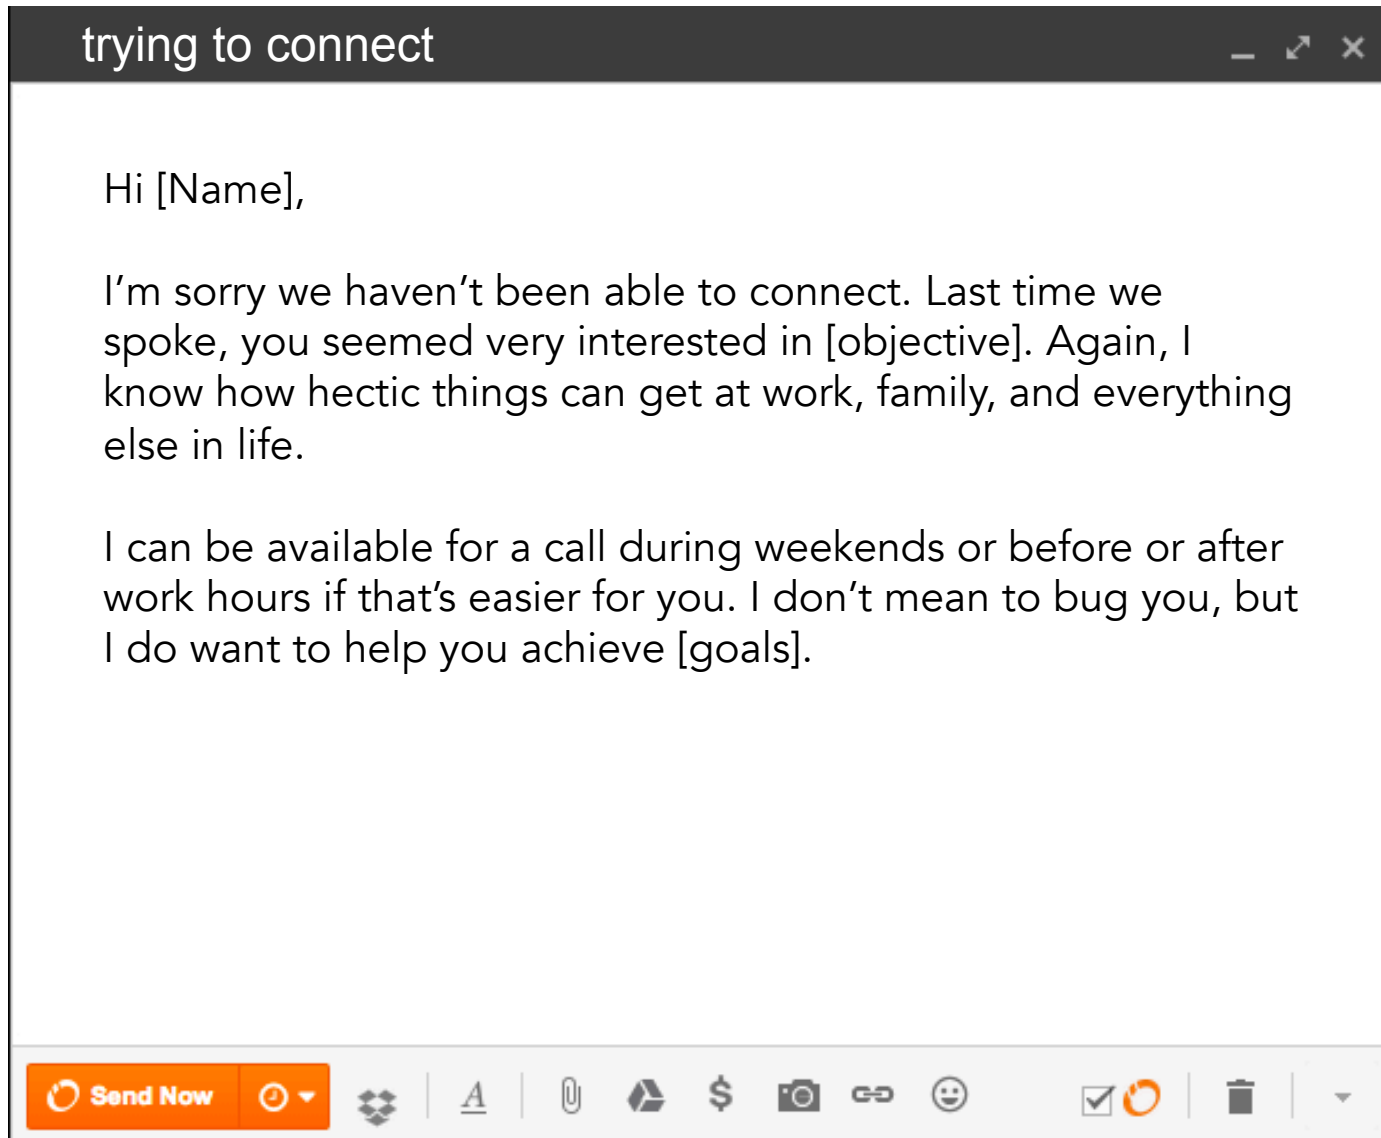 trying to connect
Hi [Name],
I’m sorry we haven’t been able to connect. Last time we
spoke, you seemed very interested in [objective]. Again, I
know how hectic things can get at work, family, and everything
else in life.
I can be available for a call during weekends or before or after
work hours if that’s easier for you. I don’t mean to bug you, but
I do want to help you achieve [goals].
Send Now
A
$